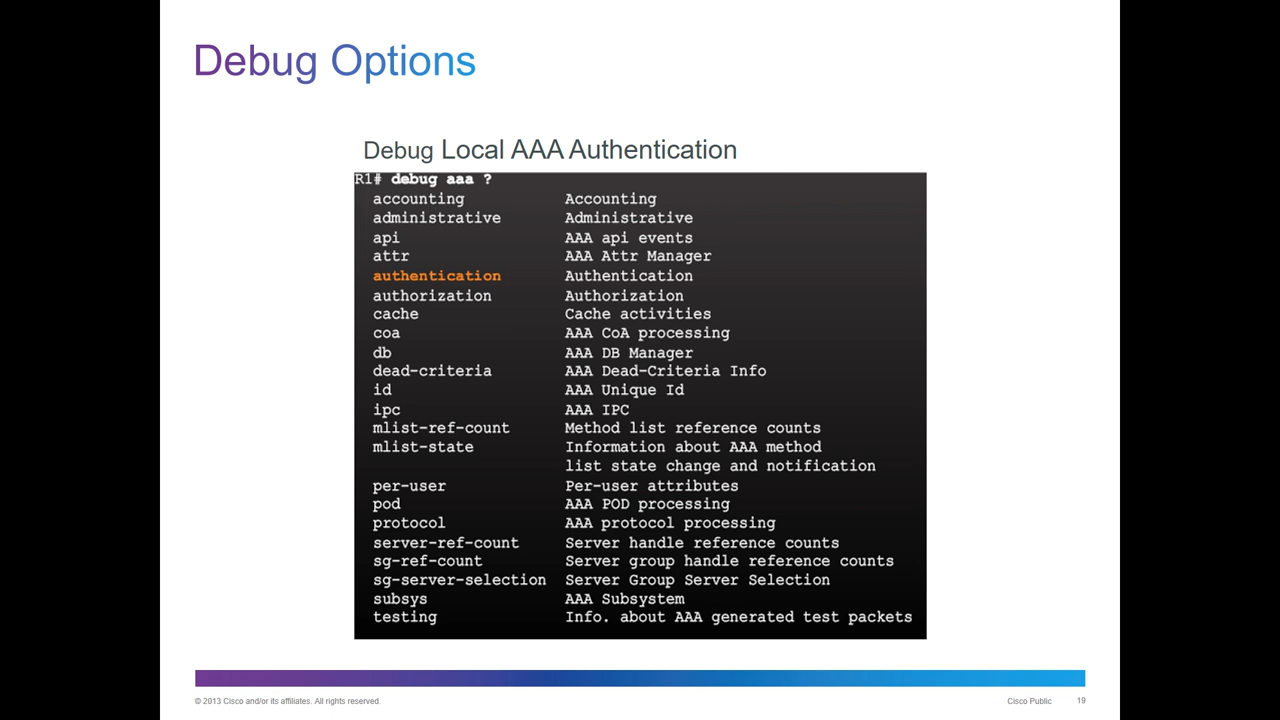 Debug Options
Debug Local AAA Authentication
R1# debug aaa ?
accounting Accounting
administrative Administrative
api AAA api events
attr AAA Attr Manager
authentication Authentication
authorization Authorization
cache Cache activities
coa AAA CoA processing
db AAA DB Manager
dead-criteria AAA Dead-Criteria Info
id AAA Unique Id
ipc AAA IPC
mlist-ref-count Method list reference counts
mlist-state Information about AAA method
list state change and notification
per-user Per-user attributes
pod AAA POD processing
protocol AAA protocol processing
server-ref-count Server handle reference counts
sg-ref-count Server group handle reference counts
sg-server-selection Server Group Server Selection
subsys AAA Subsystem
testing Info. about AAA generated test packets
© 2013 Cisco and/or its affiliates. All rights reserved. Cisco Public 19